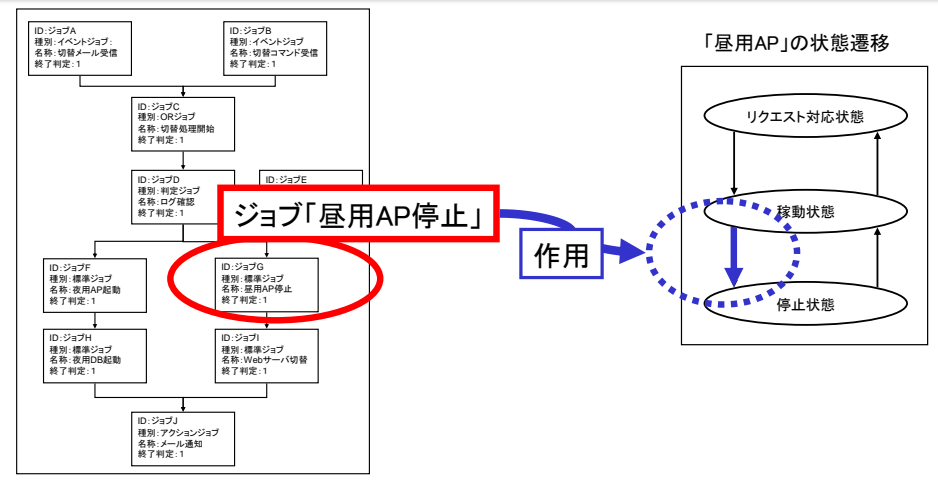 ID:ジョブA
種別:イベントジョブ:
名称:切替メール受信
終了判定:1
ID:ジョブB
種別:イベントジョブ
名称:切替コマンド受信
終了判定:1
ID:ジョブC
種別:ORジョブ
名称:切替処理開始
終了判定:1
ID:ジョブD
種別:判定ジョブ
名称:ログ確認
終了判定:1
ID:ジョブE
ジョブ「昼用AP停止」
作用
ID:ジョブF
種別:標準ジョブ
名称:夜用AP起動
終了判定:1
ID:ジョブG
種別:標準ジョブ
名称:昼用AP停止
終了判定:1
ID:ジョブH
種別:標準ジョブ
名称:夜用DB起動
終了判定:1
ID:ジョブI
種別:標準ジョブ
名称:Webサーバ切替
終了判定:1
ID:ジョブJ
種別:アクションジョブ
名称:メール通知
終了判定:1
「昼用AP」の状態遷移
リクエスト対応状態
稼動状態
停止状態